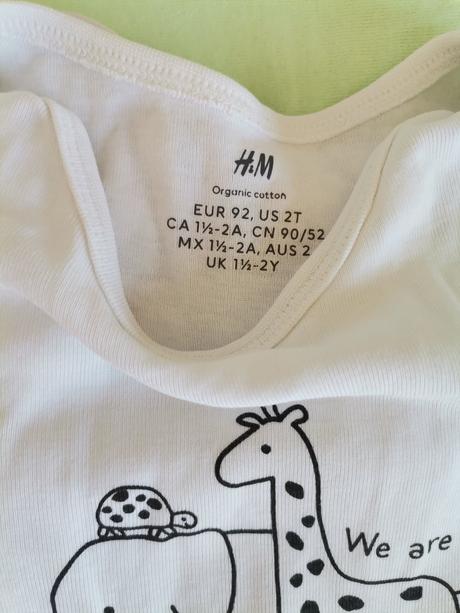 H&M
Organic cotton
EUR 92, US 2T
CA 1½-2A, CN 90/52
MX 1½-2A, AUS 2
UK 1½-2Y
We are